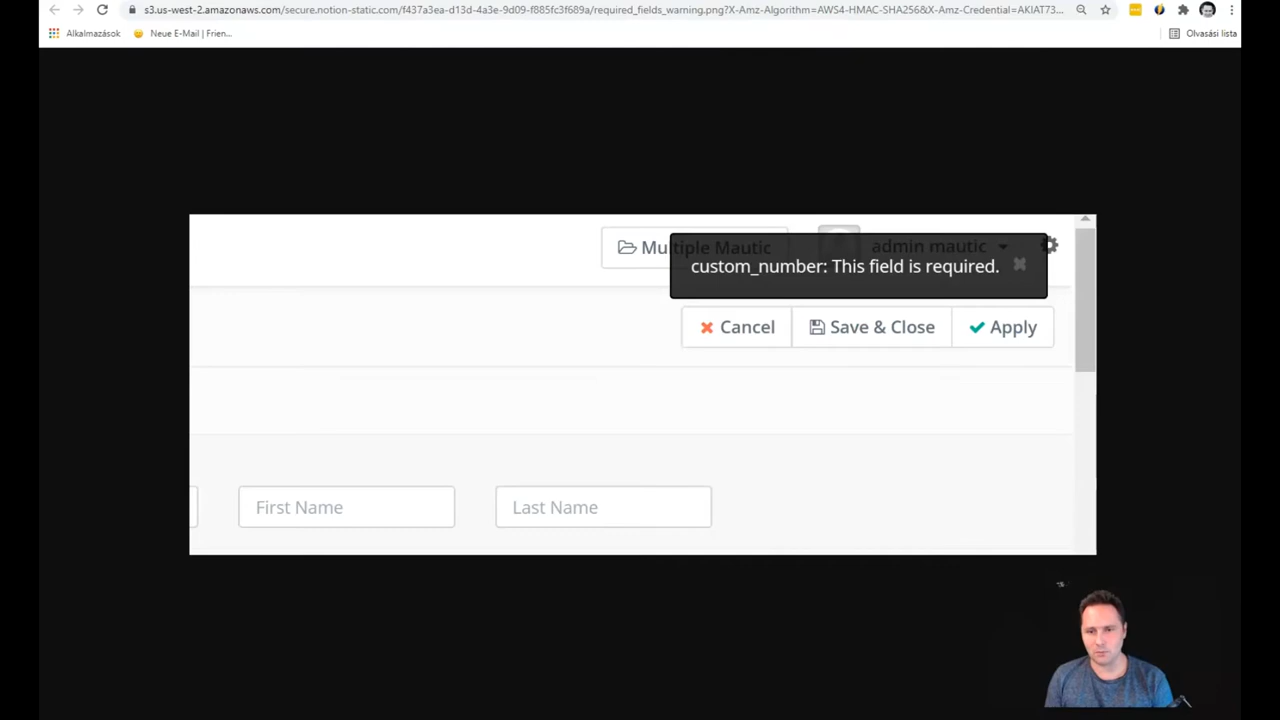 s3.us-west-2.amazonaws.com/secure.notion-static.com/f437a3ea-d13d-4a3e-9d09-f885fc3f689a/required_fields_warning.png?X-Amz-Algorithm=AWS4-HMAC-SHA256&X-Amz-Credential=AKIAT73...
Alkalmazások Neue E-Mail | Frien... Olvasási lista
Multiple Mautic admin mautic
custom_number: This field is required.
Cancel Save & Close Apply
First Name Last Name